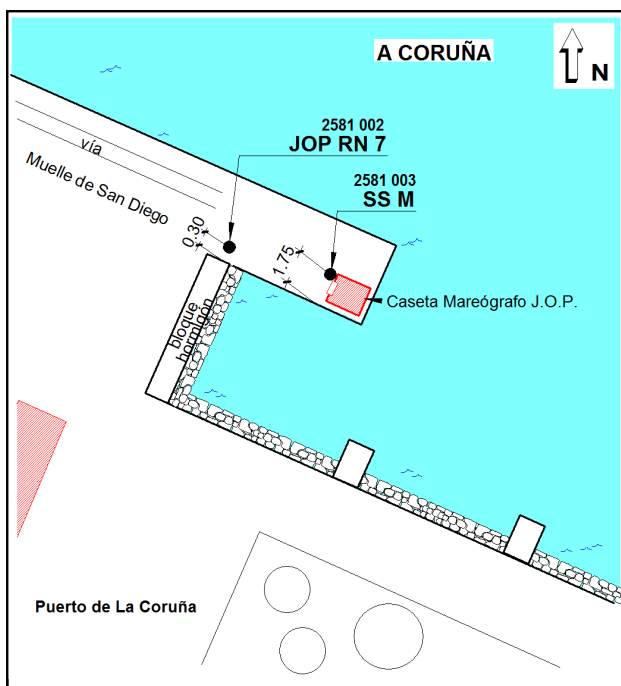 A CORUÑA
N
2581 002
JOP RN 7
2581 003
SS M
vía
Muelle de San Diego
0.30
1.75
Caseta Mareógrafo J.O.P.
bloque
hormigón
Puerto de La Coruña